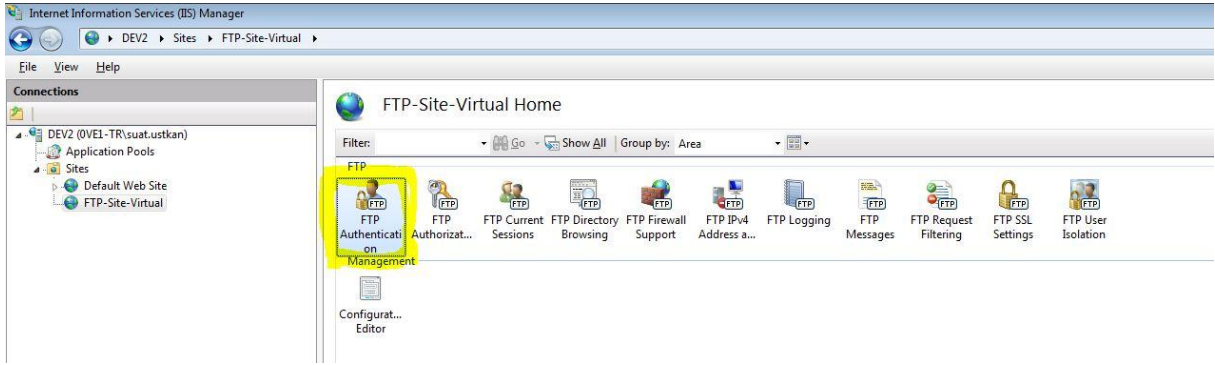 Internet Information Services (IIS) Manager
DEV2 Sites FTP-Site-Virtual
File View Help
Connections
DEV2 (0VE1-TR\suat.ustkan)
Application Pools
Sites
Default Web Site
FTP-Site-Virtual
FTP-Site-Virtual Home
Filter: Go Show All Group by: Area
FTP
FTP FTP FTP FTP FTP FTP FTP FTP FTP FTP FTP
FTP FTP FTP Current FTP Directory FTP Firewall FTP IPv4 FTP Logging FTP FTP Request FTP SSL FTP User
Authenticati Authorizat... Sessions Browsing Support Address a... Messages Filtering Settings Isolation
on
Management
Configurat...
Editor